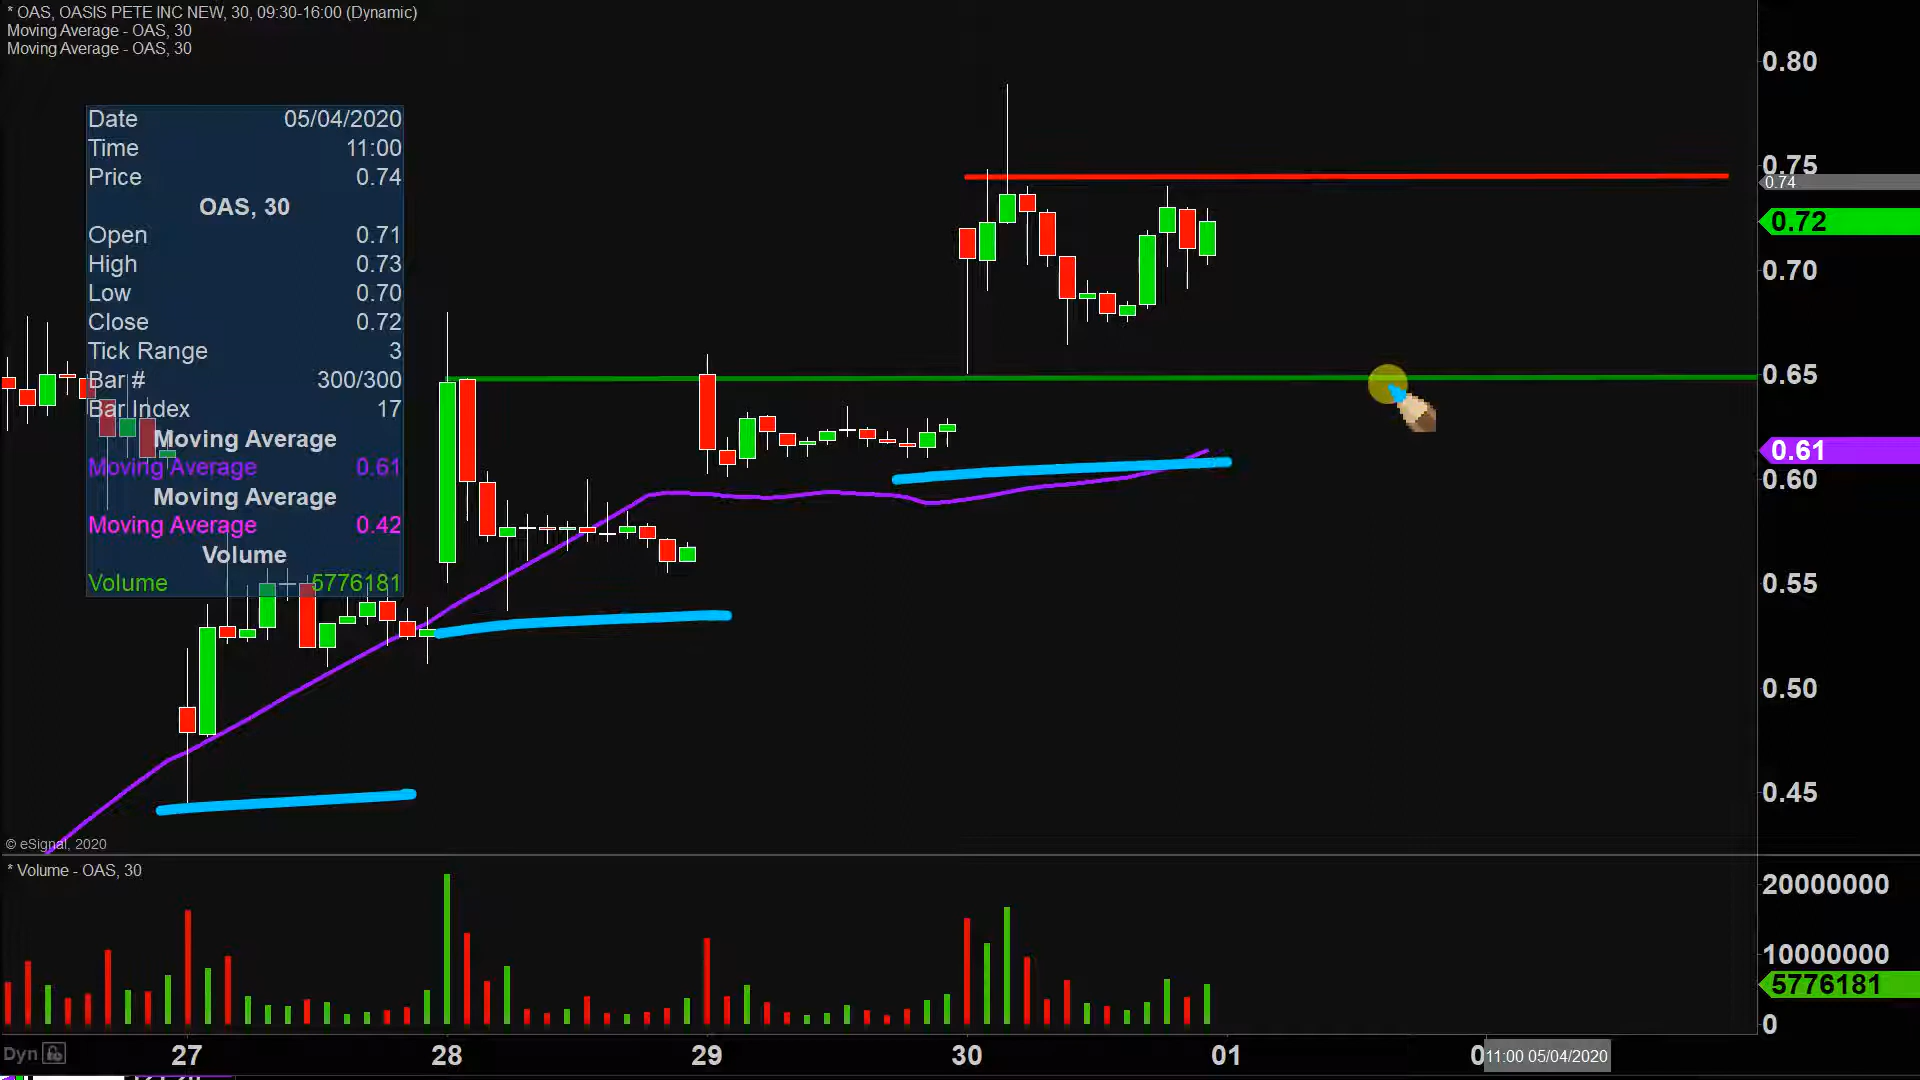 * OAS, OASIS PETE INC NEW, 30, 09:30-16:00 (Dynamic)
Moving Average - OAS, 30
Moving Average - OAS, 30
Date 05/04/2020
Time 11:00
Price 0.74
OAS, 30
Open 0.71
High 0.73
Low 0.70
Close 0.72
Tick Range 3
Bar # 300/300
Bar Index 17
Moving Average
Moving Average 0.61
Moving Average
Moving Average 0.42
Volume
Volume 5776181
0.80
0.75
0.74
0.72
0.70
0.65
0.61
0.60
0.55
0.50
0.45
© eSignal, 2020
* Volume - OAS, 30
20000000
10000000
5776181
0
Dyn 27 28 29 30 01 11:00 05/04/2020